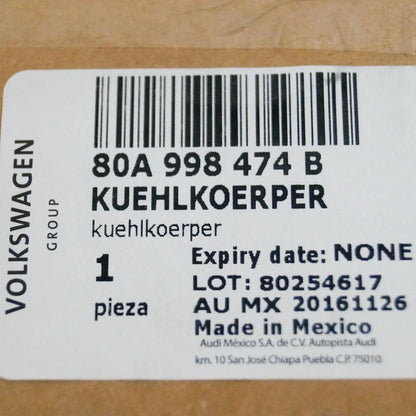 VOLKSWAGEN
GROUP
80A 998 474 B
KUEHLKOERPER
kuehlkoerper
1
pieza
Expiry date: NONE
LOT: 80254617
AU MX 20161126
Made in Mexico
Audi México S.A. de C.V. Autopista Audi
km. 10 San José Chiapa Puebla C.P. 75010